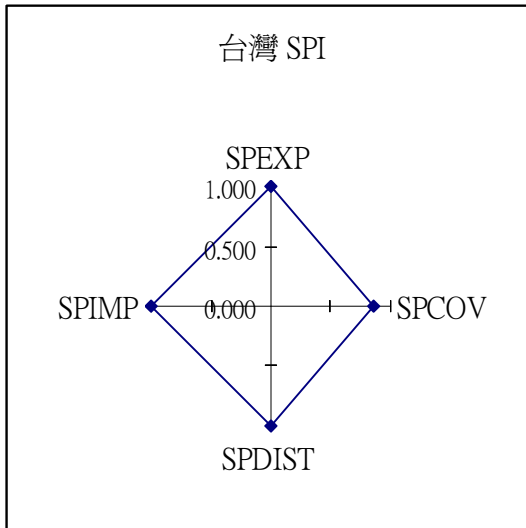 台灣 SPI
SPEXP
1.000
0.500
SPIMP
0.000
SPCOV
SPDIST